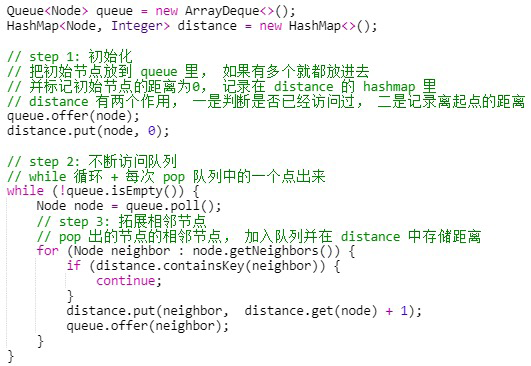 Queue<Node> queue = new ArrayDeque<>();
HashMap<Node, Integer> distance = new HashMap<>();

// step 1: 初始化
// 把初始节点放到 queue 里， 如果有多个就都放进去
// 并标记初始节点的距离为0， 记录在 distance 的 hashmap 里
// distance 有两个作用， 一是判断是否已经访问过， 二是记录离起点的距离
queue.offer(node);
distance.put(node, 0);

// step 2: 不断访问队列
// while 循环 + 每次 pop 队列中的一个点出来
while (!queue.isEmpty()) {
    Node node = queue.poll();
    // step 3: 拓展相邻节点
    // pop 出的节点的相邻节点， 加入队列并在 distance 中存储距离
    for (Node neighbor : node.getNeighbors()) {
        if (distance.containsKey(neighbor)) {
            continue;
        }
        distance.put(neighbor,  distance.get(node) + 1);
        queue.offer(neighbor);
    }
}